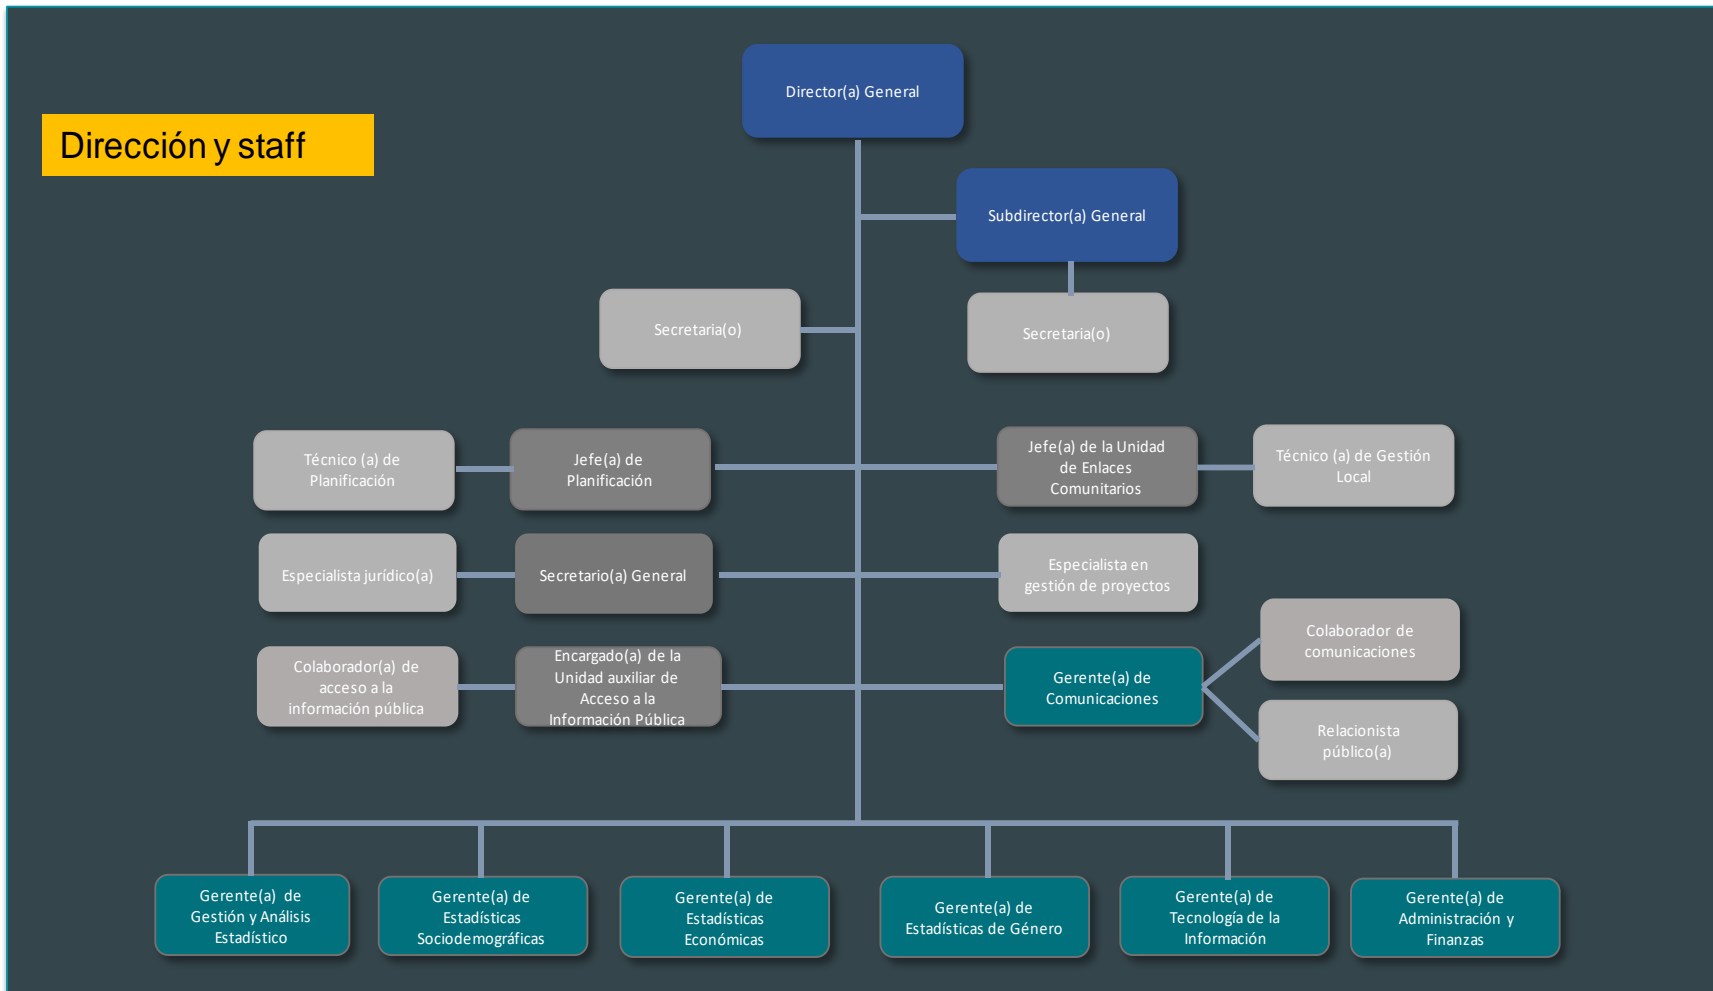 Director(a) General
Dirección y staff
Subdirector(a) General
Secretaria(o)
Secretaria(o)
Técnico (a) de
Planificación
Jefe(a) de
Planificación
Jefe(a) de la Unidad
de Enlaces
Comunitarios
Técnico (a) de Gestión
Local
Especialista jurídico(a)
Secretario(a) General
Especialista en
gestión de proyectos
Colaborador de
comunicaciones
Colaborador(a) de
acceso a la
información pública
Encargado(a) de la
Unidad auxiliar de
Acceso a la
Información Pública
Gerente(a) de
Comunicaciones
Relacionista
público(a)
Gerente(a) de
Gestión y Análisis
Estadístico
Gerente(a) de
Estadísticas
Sociodemográficas
Gerente(a) de
Estadísticas
Económicas
Gerente(a) de
Estadísticas de Género
Gerente(a) de
Tecnología de la
Información
Gerente(a) de
Administración y
Finanzas